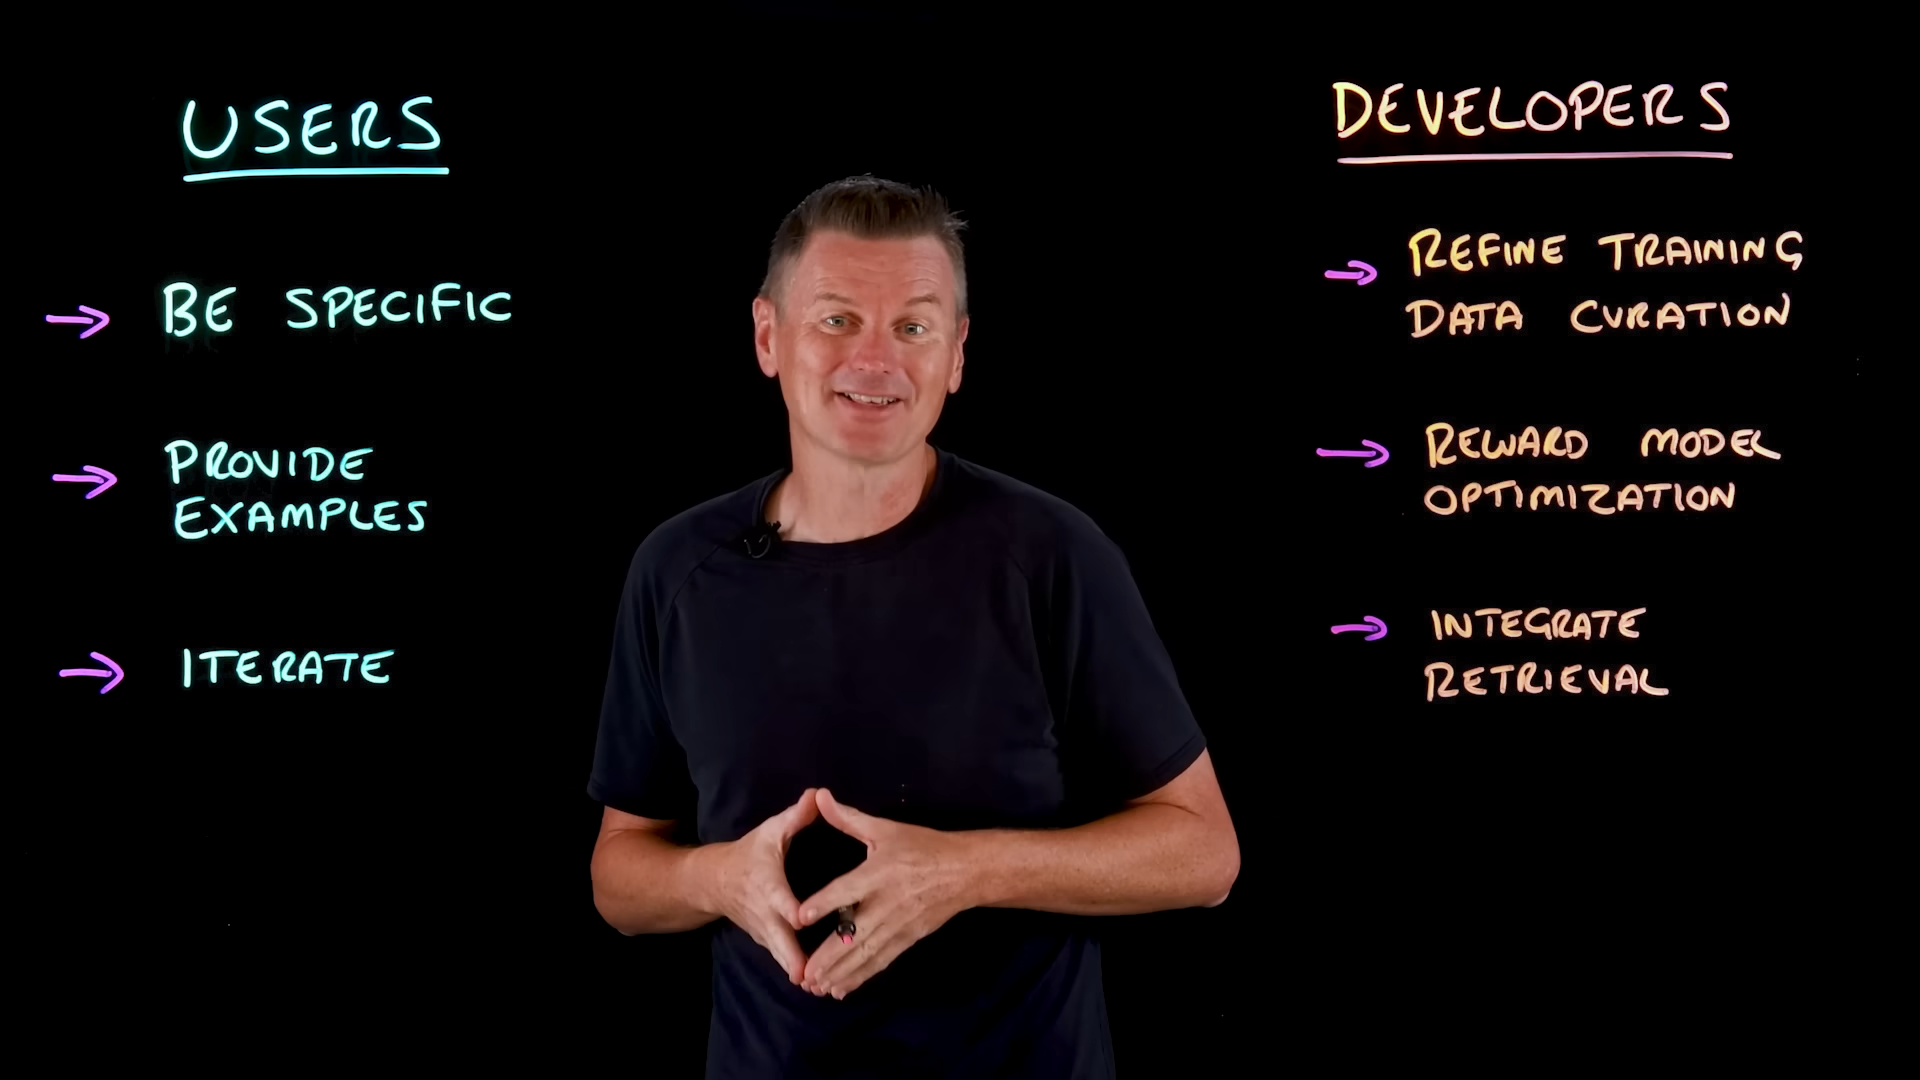 USERS
BE SPECIFIC
PROVIDE
EXAMPLES
ITERATE
DEVELOPERS
REFINE TRAINING
DATA CURATION
REWARD MODEL
OPTIMIZATION
INTEGRATE
RETRIEVAL